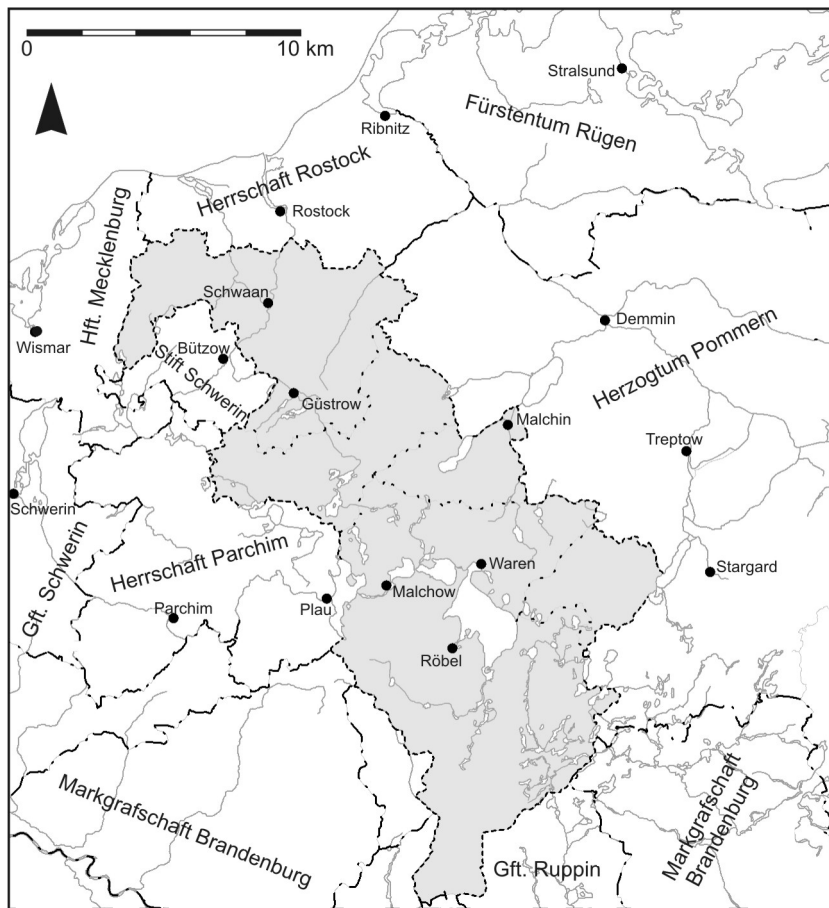 0 10 km
Stralsund
Fürstentum Rügen
Ribnitz
Herrschaft Rostock
Rostock
Hft. Mecklenburg
Schwaan
Wismar
Demmin
Bützow
Stift Schwerin
Herzogtum Pommern
Güstrow
Malchin
Treptow
Schwerin
Gft. Schwerin
Herrschaft Parchim
Waren
Stargard
Malchow
Plau
Parchim
Röbel
Markgrafschaft Brandenburg
Markgrafschaft
Brandenburg
Gft. Ruppin